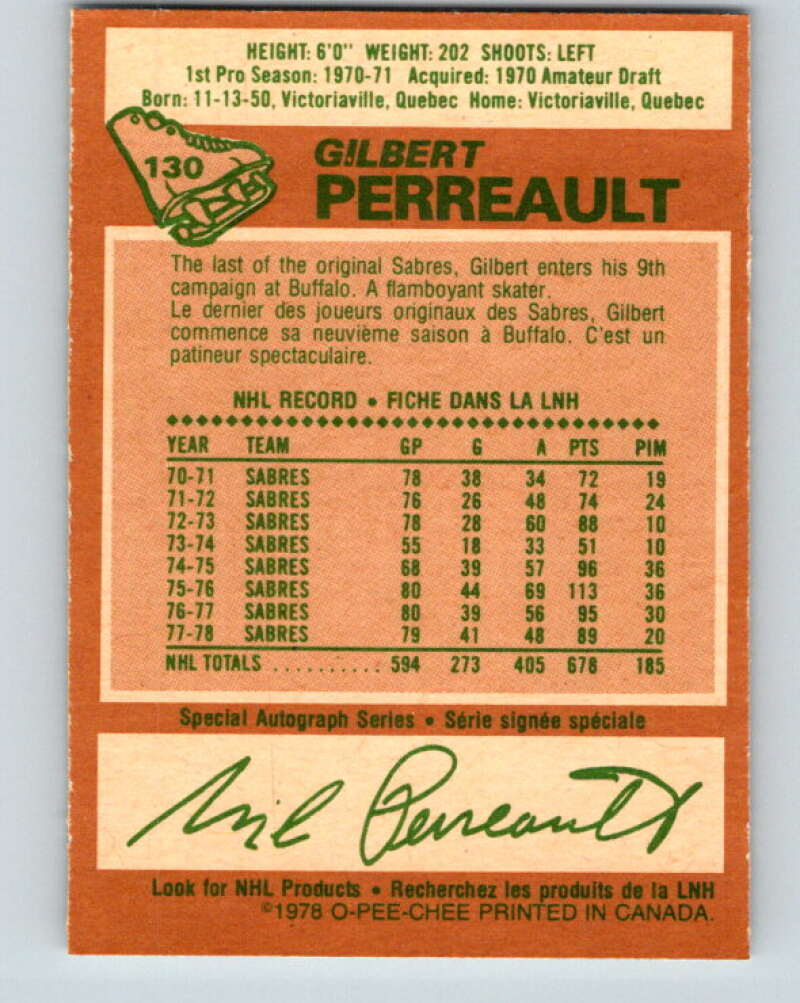 HEIGHT: 6'0" WEIGHT: 202 SHOOTS: LEFT
1st Pro Season: 1970-71 Acquired: 1970 Amateur Draft
Born: 11-13-50, Victoriaville, Quebec Home: Victoriaville, Quebec
130
GILBERT
PERREAULT
The last of the original Sabres, Gilbert enters his 9th
campaign at Buffalo. A flamboyant skater.
Le dernier des joueurs originaux des Sabres, Gilbert
commence sa neuvième saison à Buffalo. C'est un
patineur spectaculaire.
NHL RECORD • FICHE DANS LA LNH
YEAR TEAM GP G A PTS PIM
70-71 SABRES 78 38 34 72 19
71-72 SABRES 76 26 48 74 24
72-73 SABRES 78 28 60 88 10
73-74 SABRES 55 18 33 51 10
74-75 SABRES 68 39 57 96 36
75-76 SABRES 80 44 69 113 36
76-77 SABRES 80 39 56 95 30
77-78 SABRES 79 41 48 89 20
NHL TOTALS .......... 594 273 405 678 185
Special Autograph Series • Série signée spéciale
Gil Perreault
Look for NHL Products • Recherchez les produits de la LNH
©1978 O-PEE-CHEE PRINTED IN CANADA.